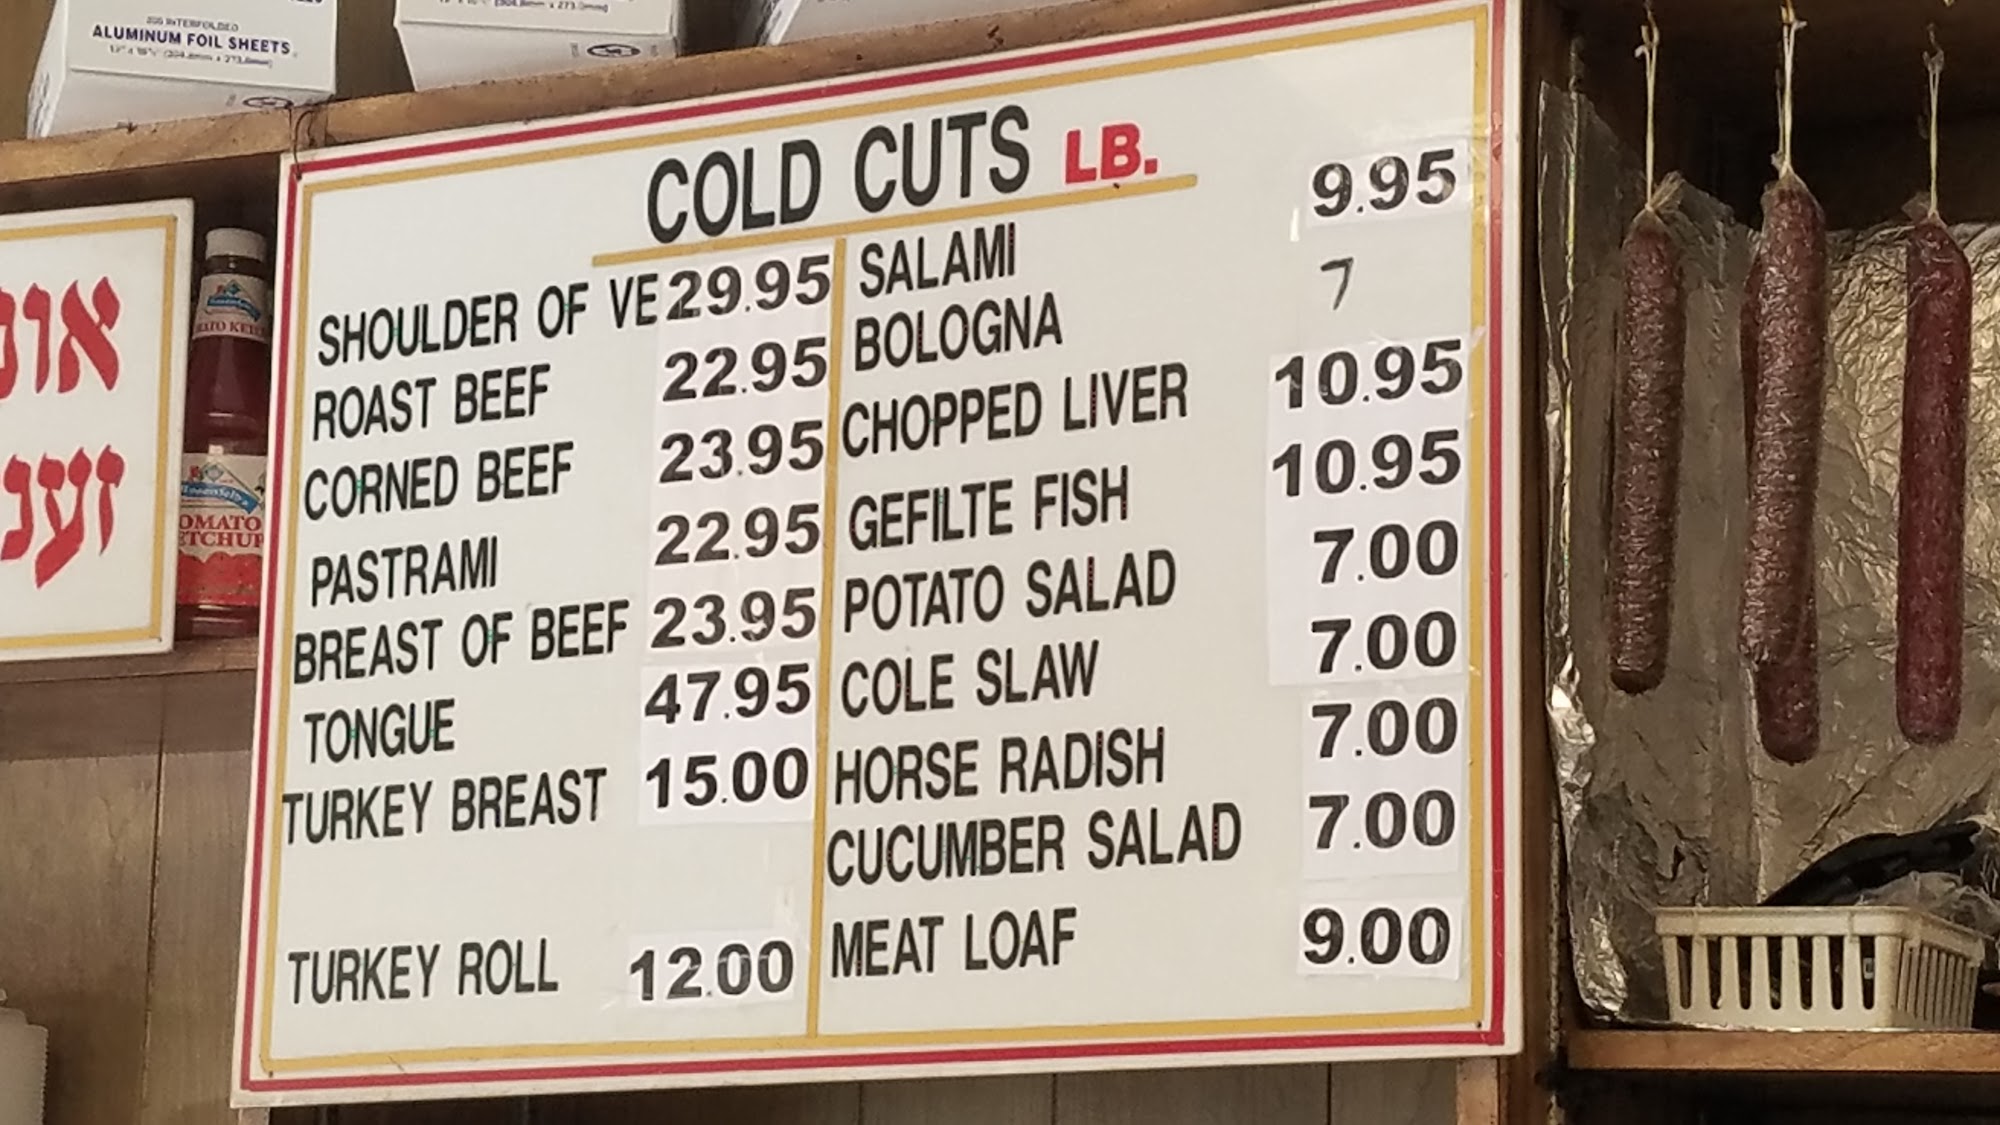 ALUMINUM FOIL SHEETS
COLD CUTS LB.
SHOULDER OF VE 29.95
ROAST BEEF 22.95
CORNED BEEF 23.95
PASTRAMI 22.95
BREAST OF BEEF 23.95
TONGUE 47.95
TURKEY BREAST 15.00
TURKEY ROLL 12.00
SALAMI 9.95
BOLOGNA 7
CHOPPED LIVER 10.95
GEFILTE FISH 10.95
POTATO SALAD 7.00
COLE SLAW 7.00
HORSE RADISH 7.00
CUCUMBER SALAD 7.00
MEAT LOAF 9.00
OMATO
ETCHUP